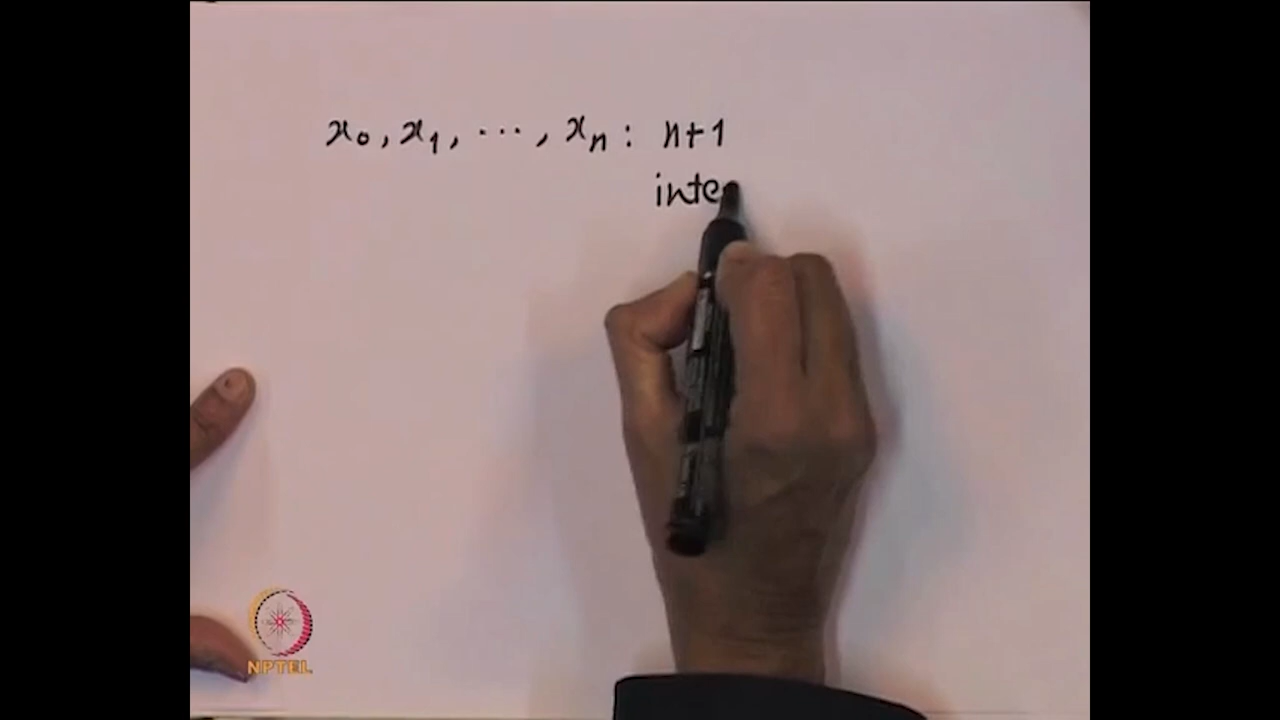 x₀, x₁, ⋯, xₙ : n+1
inte
NPTEL